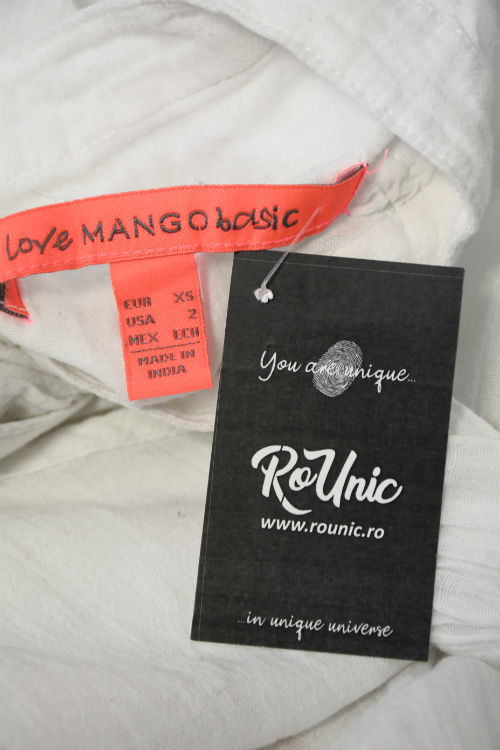 love MANGO basic
EUR XS
USA 2
MEX ECH
MADE IN
INDIA
You are unique...
RoUnic
www.rounic.ro
...in unique universe